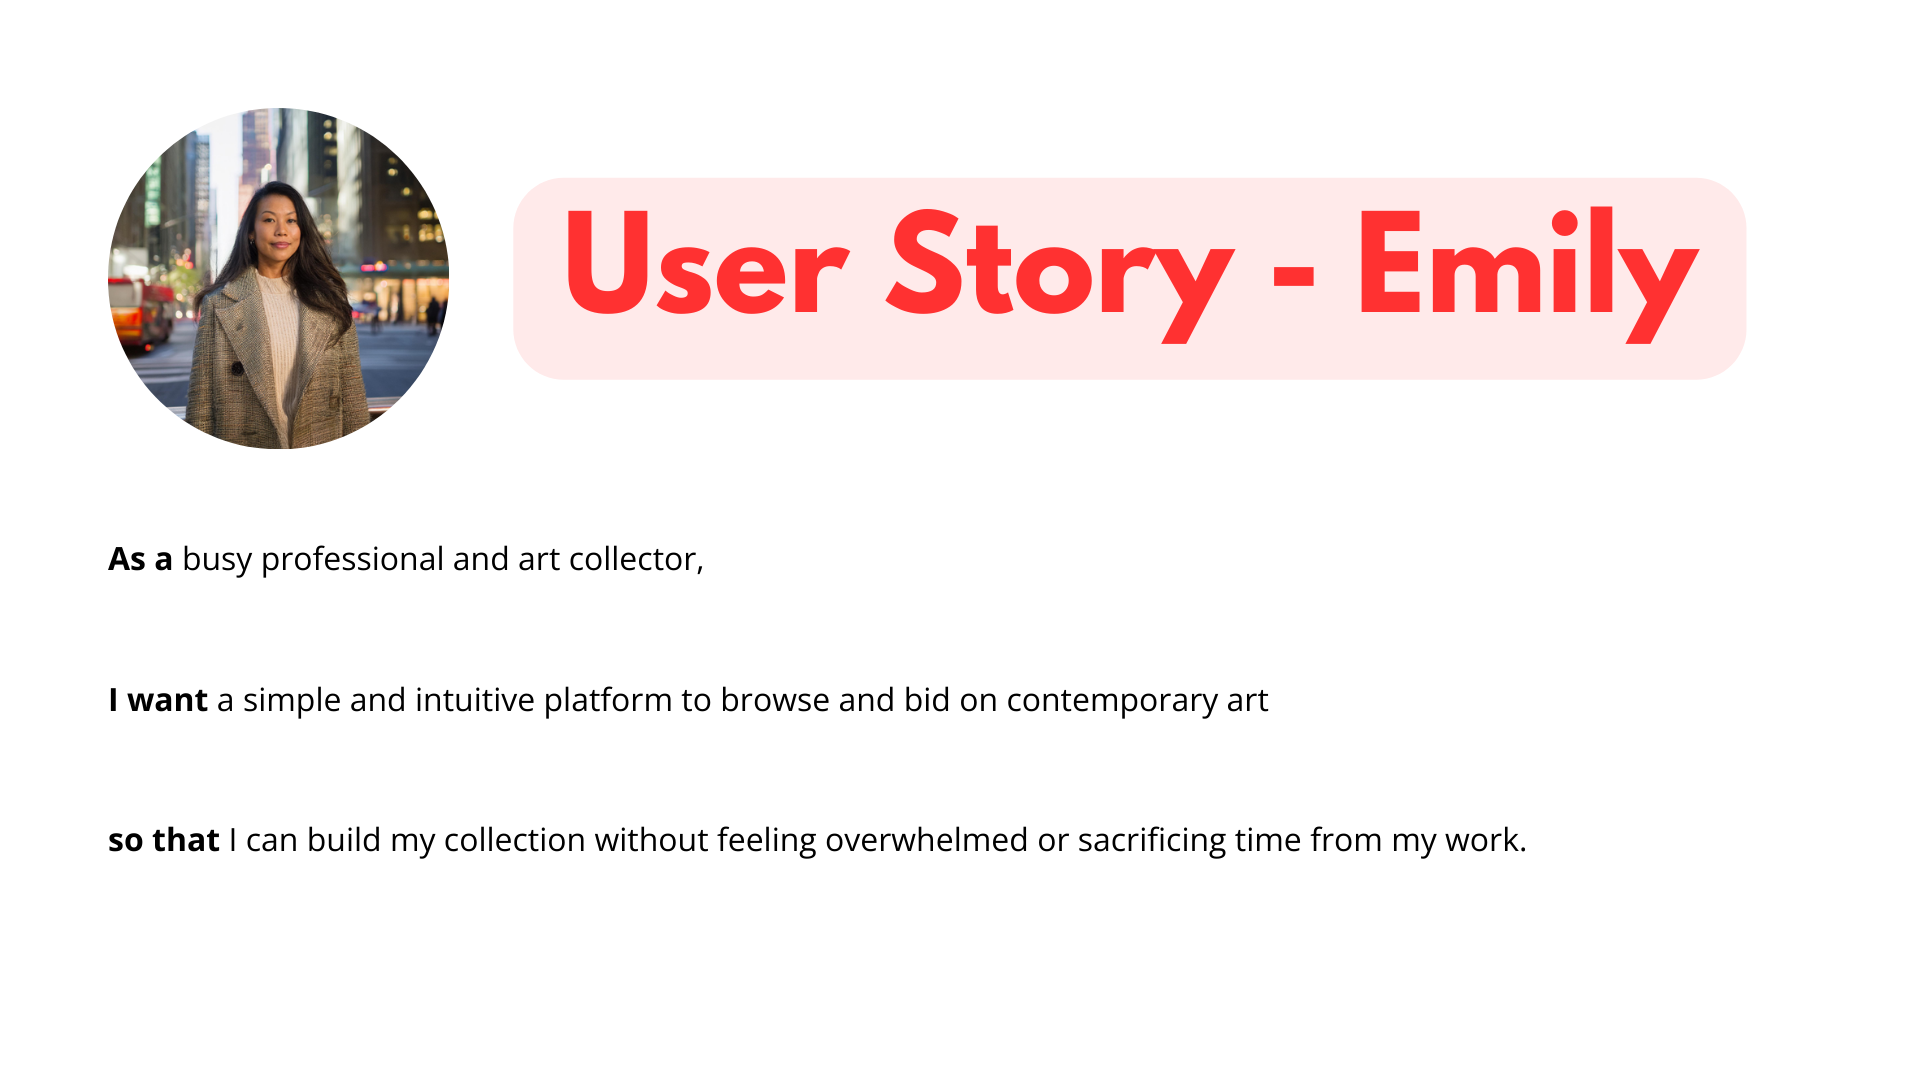 User Story - Emily
As a busy professional and art collector,
I want a simple and intuitive platform to browse and bid on contemporary art
so that I can build my collection without feeling overwhelmed or sacrificing time from my work.